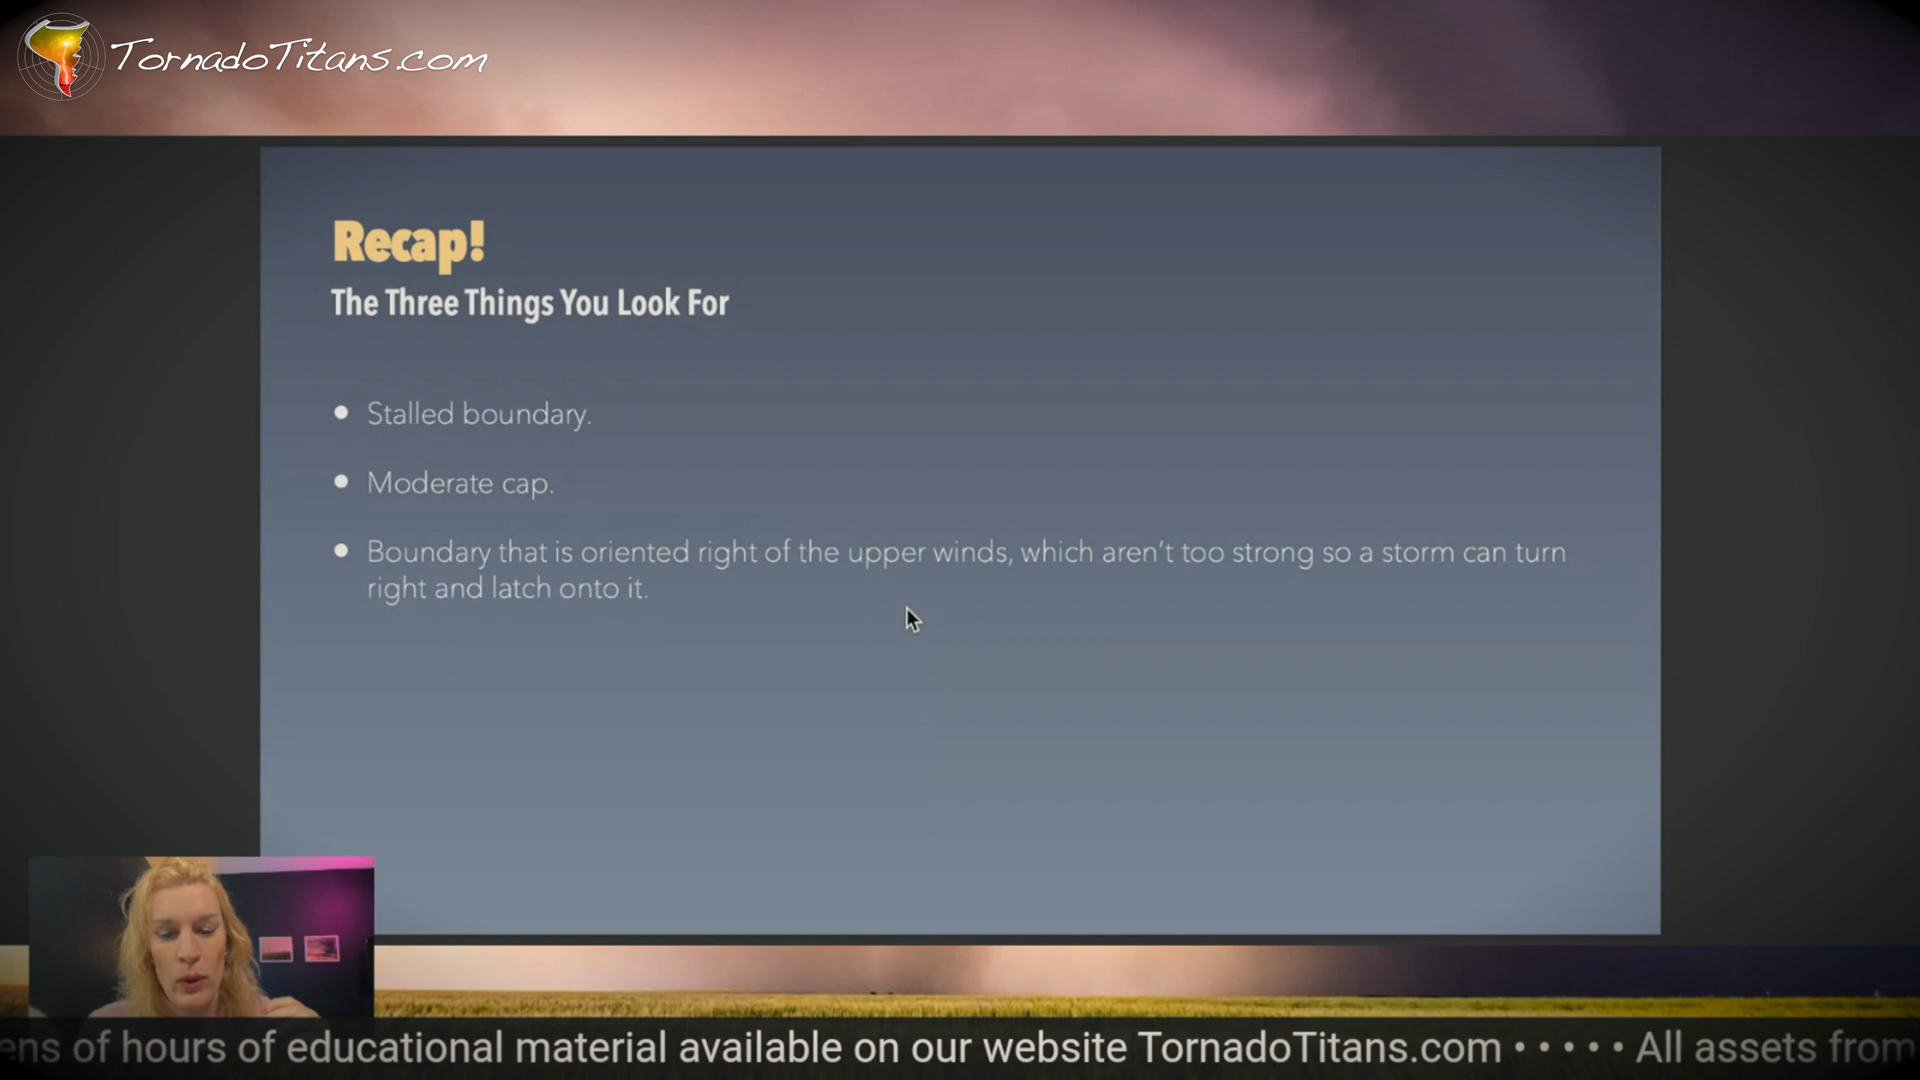 TornadoTitans.com
Recap!
The Three Things You Look For
Stalled boundary.
Moderate cap.
Boundary that is oriented right of the upper winds, which aren't too strong so a storm can turn
right and latch onto it.
ens of hours of educational material available on our website TornadoTitans.com • • • • • All assets from